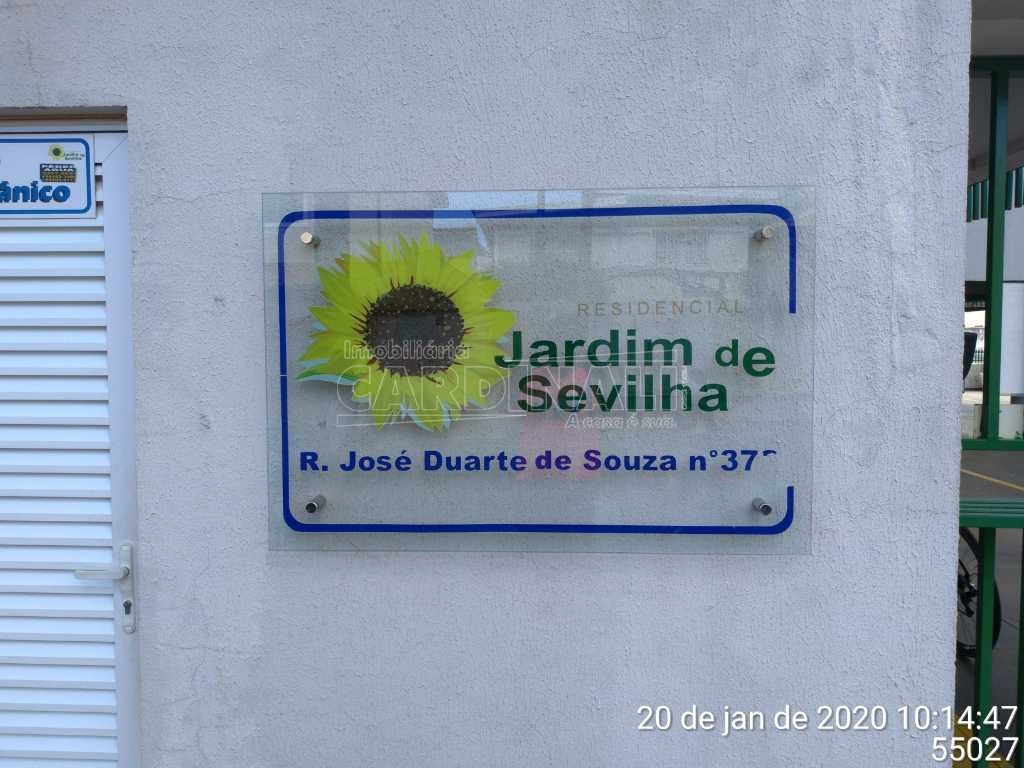 ânico
RESIDENCIAL
Jardim de
Sevilha
R. José Duarte de Souza n°37
Imobiliária
CARDINALI
A casa é sua.
20 de jan de 2020 10:14:47
55027